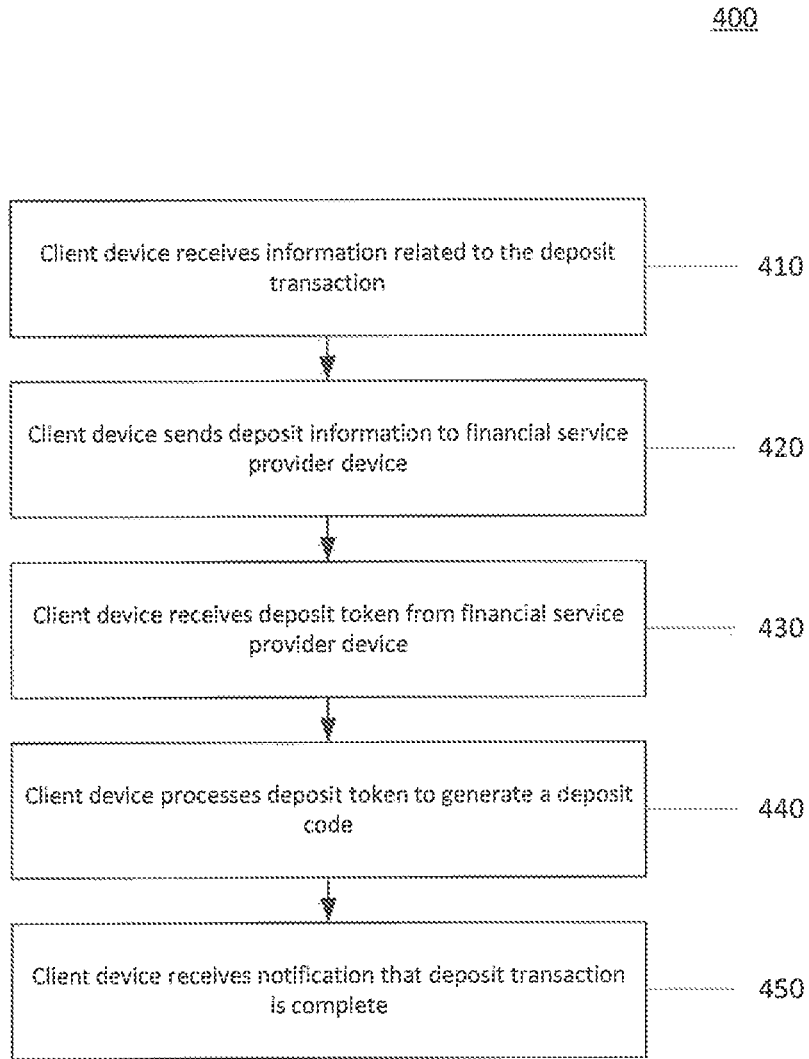 400
Client device receives information related to the deposit
transaction
410
Client device sends deposit information to financial service
provider device
420
Client device receives deposit token from financial service
provider device
430
Client device processes deposit token to generate a deposit
code
440
Client device receives notification that deposit transaction
is complete
450